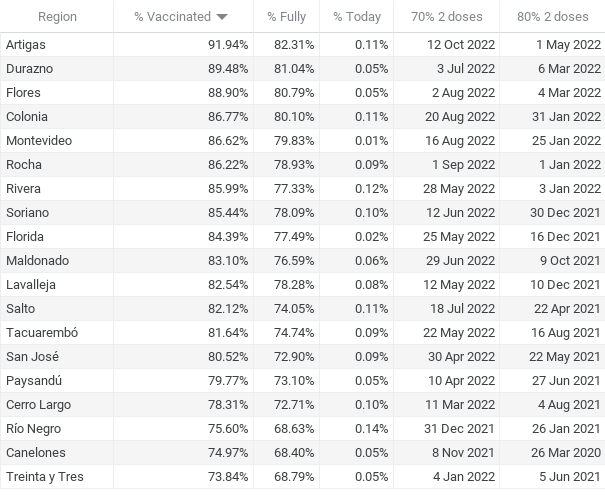 Region % Vaccinated % Fully % Today 70% 2 doses 80% 2 doses
Artigas 91.94% 82.31% 0.11% 12 Oct 2022 1 May 2022
Durazno 89.48% 81.04% 0.05% 3 Jul 2022 6 Mar 2022
Flores 88.90% 80.79% 0.05% 2 Aug 2022 4 Mar 2022
Colonia 86.77% 80.10% 0.11% 20 Aug 2022 31 Jan 2022
Montevideo 86.62% 79.83% 0.01% 16 Aug 2022 25 Jan 2022
Rocha 86.22% 78.93% 0.09% 1 Sep 2022 1 Jan 2022
Rivera 85.99% 77.33% 0.12% 28 May 2022 3 Jan 2022
Soriano 85.44% 78.09% 0.10% 12 Jun 2022 30 Dec 2021
Florida 84.39% 77.49% 0.02% 25 May 2022 16 Dec 2021
Maldonado 83.10% 76.59% 0.06% 29 Jun 2022 9 Oct 2021
Lavalleja 82.54% 78.28% 0.08% 12 May 2022 10 Dec 2021
Salto 82.12% 74.05% 0.11% 18 Jul 2022 22 Apr 2021
Tacuarembó 81.64% 74.74% 0.09% 22 May 2022 16 Aug 2021
San José 80.52% 72.90% 0.09% 30 Apr 2022 22 May 2021
Paysandú 79.77% 73.10% 0.05% 10 Apr 2022 27 Jun 2021
Cerro Largo 78.31% 72.71% 0.10% 11 Mar 2022 4 Aug 2021
Río Negro 75.60% 68.63% 0.14% 31 Dec 2021 26 Jan 2021
Canelones 74.97% 68.40% 0.05% 8 Nov 2021 26 Mar 2020
Treinta y Tres 73.84% 68.79% 0.05% 4 Jan 2022 5 Jun 2021